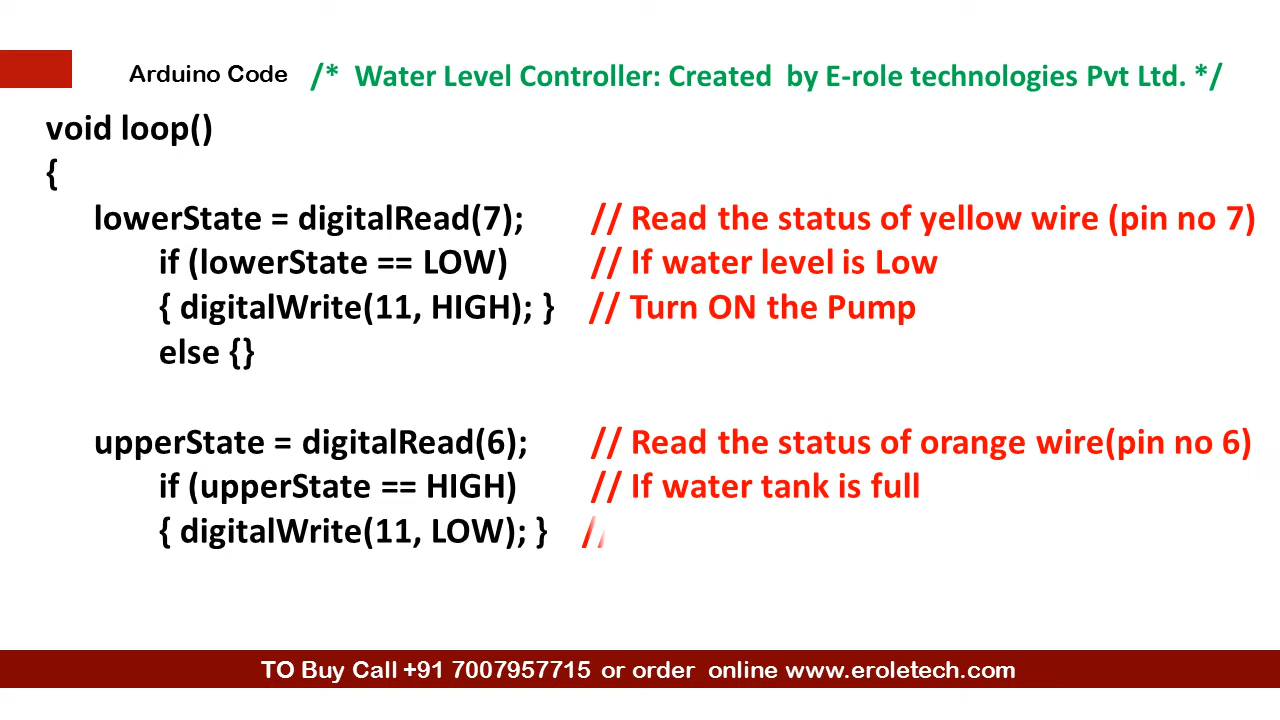 Arduino Code /* Water Level Controller: Created by E-role technologies Pvt Ltd. */
void loop()
{
lowerState = digitalRead(7); // Read the status of yellow wire (pin no 7)
if (lowerState == LOW) // If water level is Low
{ digitalWrite(11, HIGH); } // Turn ON the Pump
else {}
upperState = digitalRead(6); // Read the status of orange wire(pin no 6)
if (upperState == HIGH) // If water tank is full
{ digitalWrite(11, LOW); } //
TO Buy Call +91 7007957715 or order online www.eroletech.com